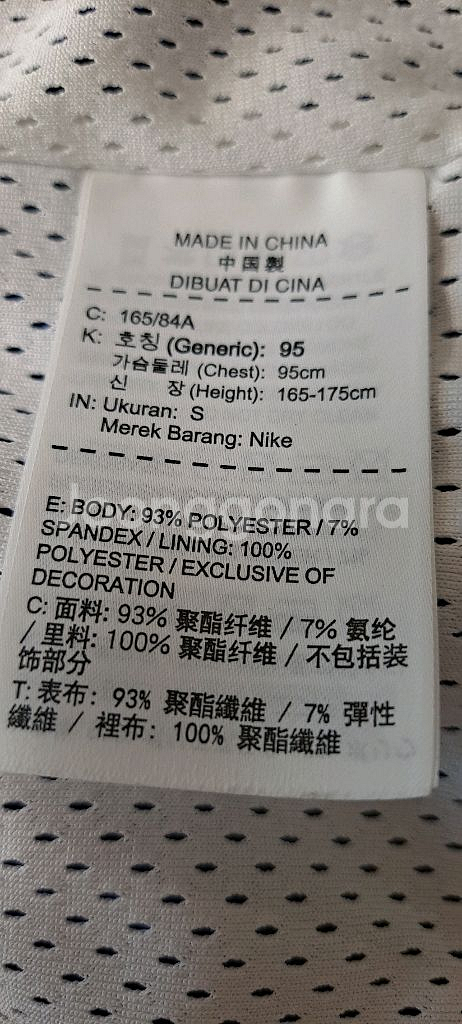 MADE IN CHINA
中国製
DIBUAT DI CINA
C: 165/84A
K: 호칭 (Generic): 95
가슴둘레 (Chest): 95cm
신 장 (Height): 165-175cm
IN: Ukuran: S
Merek Barang: Nike
joonggonara
E: BODY: 93% POLYESTER / 7%
SPANDEX / LINING: 100%
POLYESTER / EXCLUSIVE OF
DECORATION
C: 面料: 93% 聚酯纤维 / 7% 氨纶
/ 里料: 100% 聚酯纤维 / 不包括装
饰部分
T: 表布: 93% 聚酯纖維 / 7% 彈性
纖維 / 裡布: 100% 聚酯纖維